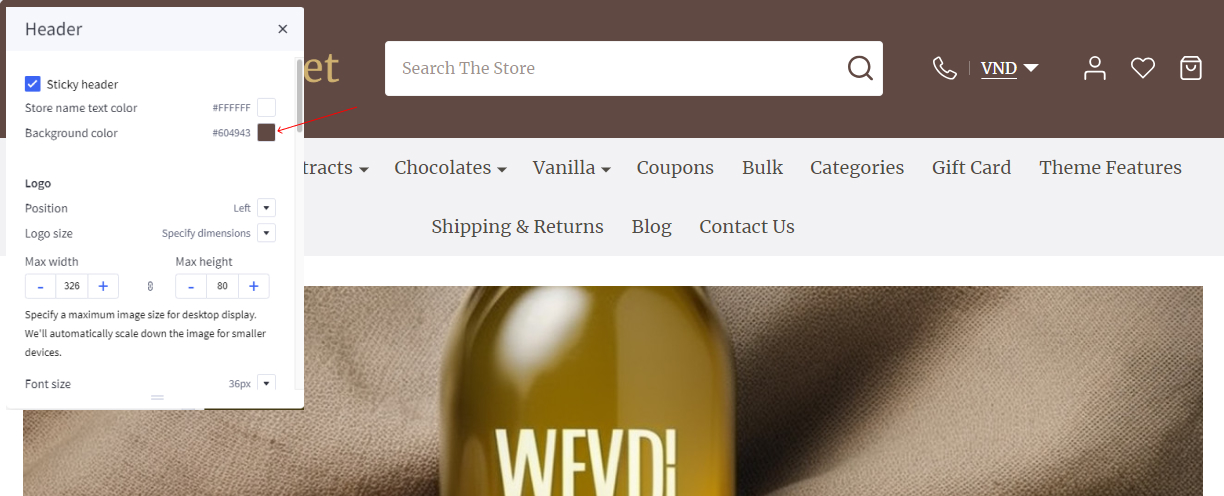 Header
Sticky header
Store name text color #FFFFFF
Background color #604943
Logo
Position Left
Logo size Specify dimensions
Max width Max height
- 326 + - 80 +
Specify a maximum image size for desktop display.
We'll automatically scale down the image for smaller
devices.
Font size 36px
et
Search The Store
VND
tracts
Chocolates
Vanilla
Coupons
Bulk
Categories
Gift Card
Theme Features
Shipping & Returns
Blog
Contact Us